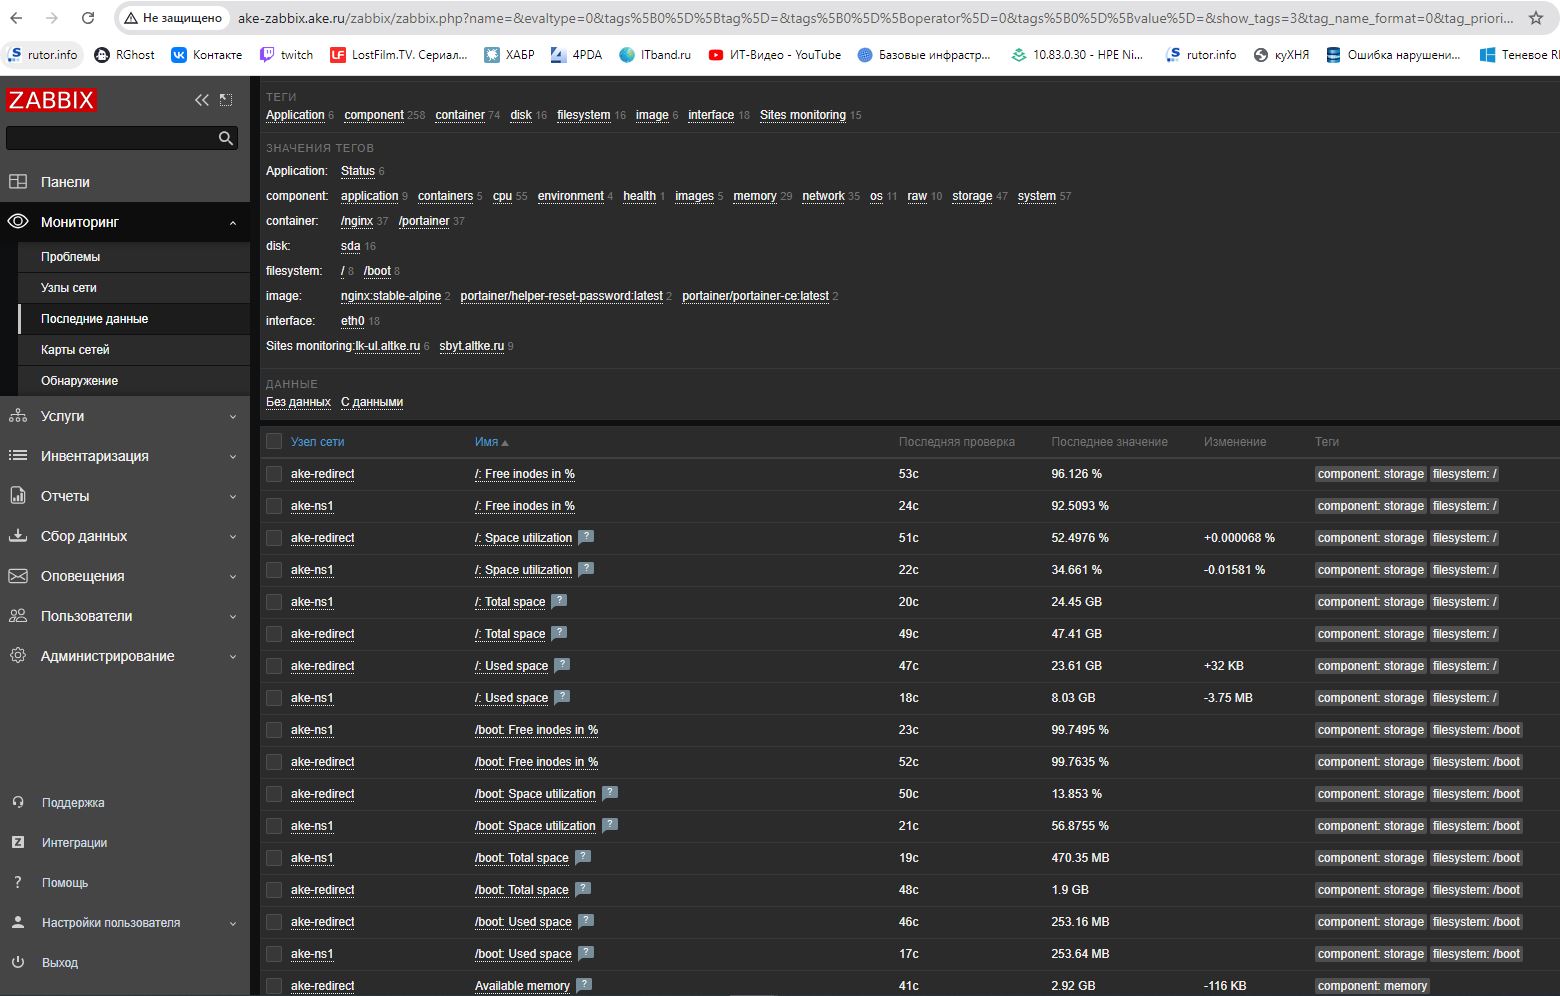 Не защищено
ake-zabbix.ake.ru/zabbix/zabbix.php?name=&evaltype=0&tags%5B0%5D%5Btag%5D=&tags%5B0%5D%5Boperator%5D=0&tags%5B0%5D%5Bvalue%5D=&show_tags=3&tag_name_format=0&tag_priori...
rutor.info RGhost Контакте twitch LostFilm.TV. Сериал... ХАБР 4PDA ITband.ru ИТ-Видео - YouTube Базовые инфрастр... 10.83.0.30 - HPE Ni... rutor.info куХНЯ Ошибка нарушени... Теневое
ZABBIX
Панели
Мониторинг
Проблемы
Узлы сети
Последние данные
Карты сетей
Обнаружение
Услуги
Инвентаризация
Отчеты
Сбор данных
Оповещения
Пользователи
Администрирование
Поддержка
Интеграции
Помощь
Настройки пользователя
Выход
ТЕГИ
Application 6 component 258 container 74 disk 16 filesystem 16 image 6 interface 18 Sites monitoring 15
ЗНАЧЕНИЯ ТЕГОВ
Application: Status 6
component: application 9 containers 5 cpu 55 environment 4 health 1 images 5 memory 29 network 35 os 11 raw 10 storage 47 system 57
container: /nginx 37 /portainer 37
disk: sda 16
filesystem: / 8 /boot 8
image: nginx:stable-alpine 2 portainer/helper-reset-password:latest 2 portainer/portainer-ce:latest 2
interface: eth0 18
Sites monitoring: lk-ul.altke.ru 6 sbyt.altke.ru 9
ДАННЫЕ
Без данных С данными
Узел сети Имя Последняя проверка Последнее значение Изменение Теги
ake-redirect /: Free inodes in % 53с 96.126 % component: storage filesystem: /
ake-ns1 /: Free inodes in % 24с 92.5093 % component: storage filesystem: /
ake-redirect /: Space utilization ? 51с 52.4976 % +0.000068 % component: storage filesystem: /
ake-ns1 /: Space utilization ? 22с 34.661 % -0.01581 % component: storage filesystem: /
ake-ns1 /: Total space ? 20с 24.45 GB component: storage filesystem: /
ake-redirect /: Total space ? 49с 47.41 GB component: storage filesystem: /
ake-redirect /: Used space ? 47с 23.61 GB +32 KB component: storage filesystem: /
ake-ns1 /: Used space ? 18с 8.03 GB -3.75 MB component: storage filesystem: /
ake-ns1 /boot: Free inodes in % 23с 99.7495 % component: storage filesystem: /boot
ake-redirect /boot: Free inodes in % 52с 99.7635 % component: storage filesystem: /boot
ake-redirect /boot: Space utilization ? 50с 13.853 % component: storage filesystem: /boot
ake-ns1 /boot: Space utilization ? 21с 56.8755 % component: storage filesystem: /boot
ake-ns1 /boot: Total space ? 19с 470.35 MB component: storage filesystem: /boot
ake-redirect /boot: Total space ? 48с 1.9 GB component: storage filesystem: /boot
ake-redirect /boot: Used space ? 46с 253.16 MB component: storage filesystem: /boot
ake-ns1 /boot: Used space ? 17с 253.64 MB component: storage filesystem: /boot
ake-redirect Available memory ? 41с 2.92 GB -116 KB component: memory